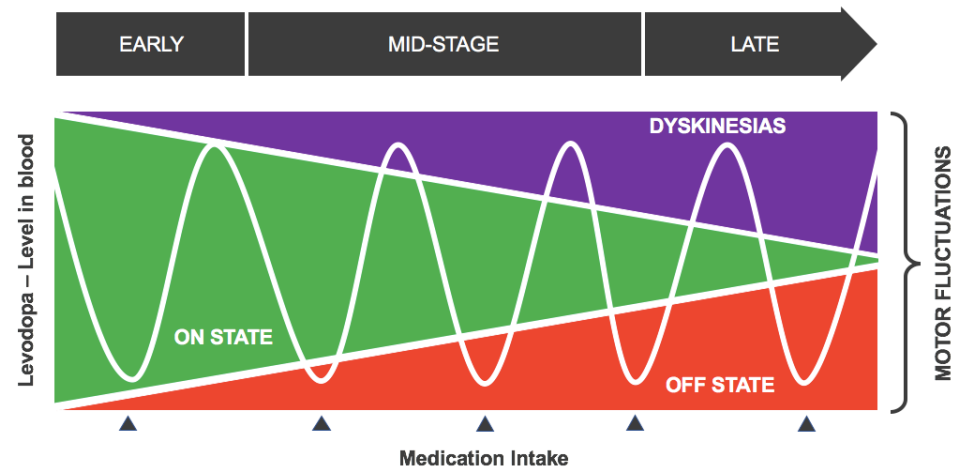 EARLY
MID-STAGE
LATE
DYSKINESIAS
Levodopa – Level in blood
ON STATE
OFF STATE
MOTOR FLUCTUATIONS
Medication Intake